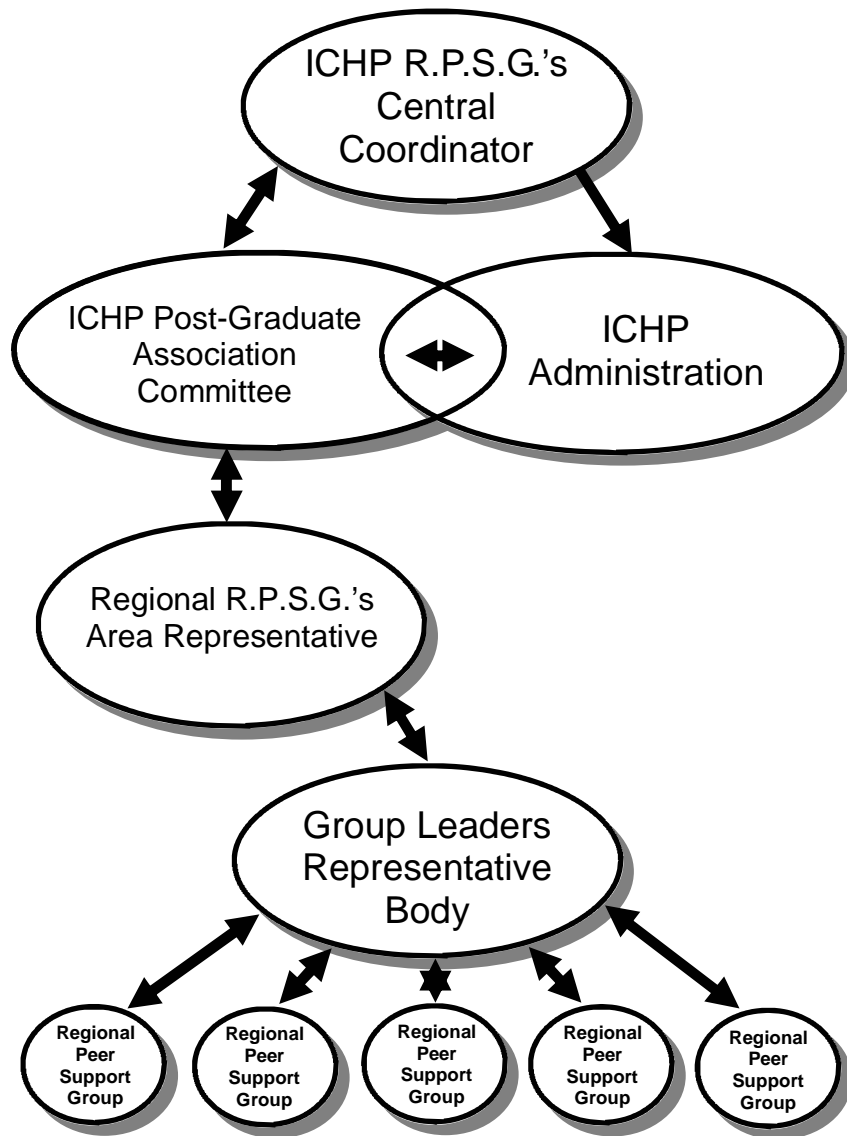 ICHP R.P.S.G.’s
Central
Coordinator
ICHP Post-Graduate
Association
Committee
ICHP
Administration
Regional R.P.S.G.’s
Area Representative
Group Leaders
Representative
Body
Regional
Peer
Support
Group
Regional
Peer
Support
Group
Regional
Peer
Support
Group
Regional
Peer
Support
Group
Regional
Peer
Support
Group